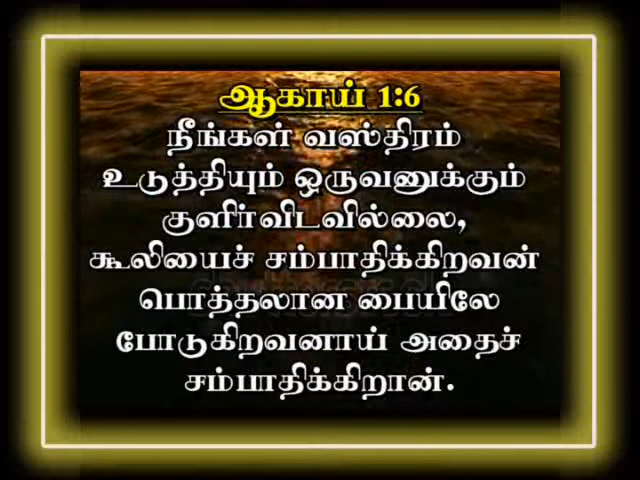 ஆகாய் 1:6
நீங்கள் வஸ்திரம்
உடுத்தியும் ஒருவனுக்கும்
குளிர்விடவில்லை,
கூலியைச் சம்பாதிக்கிறவன்
பொத்தலான பையிலே
போடுகிறவனாய் அதைச்
சம்பாதிக்கிறான்.